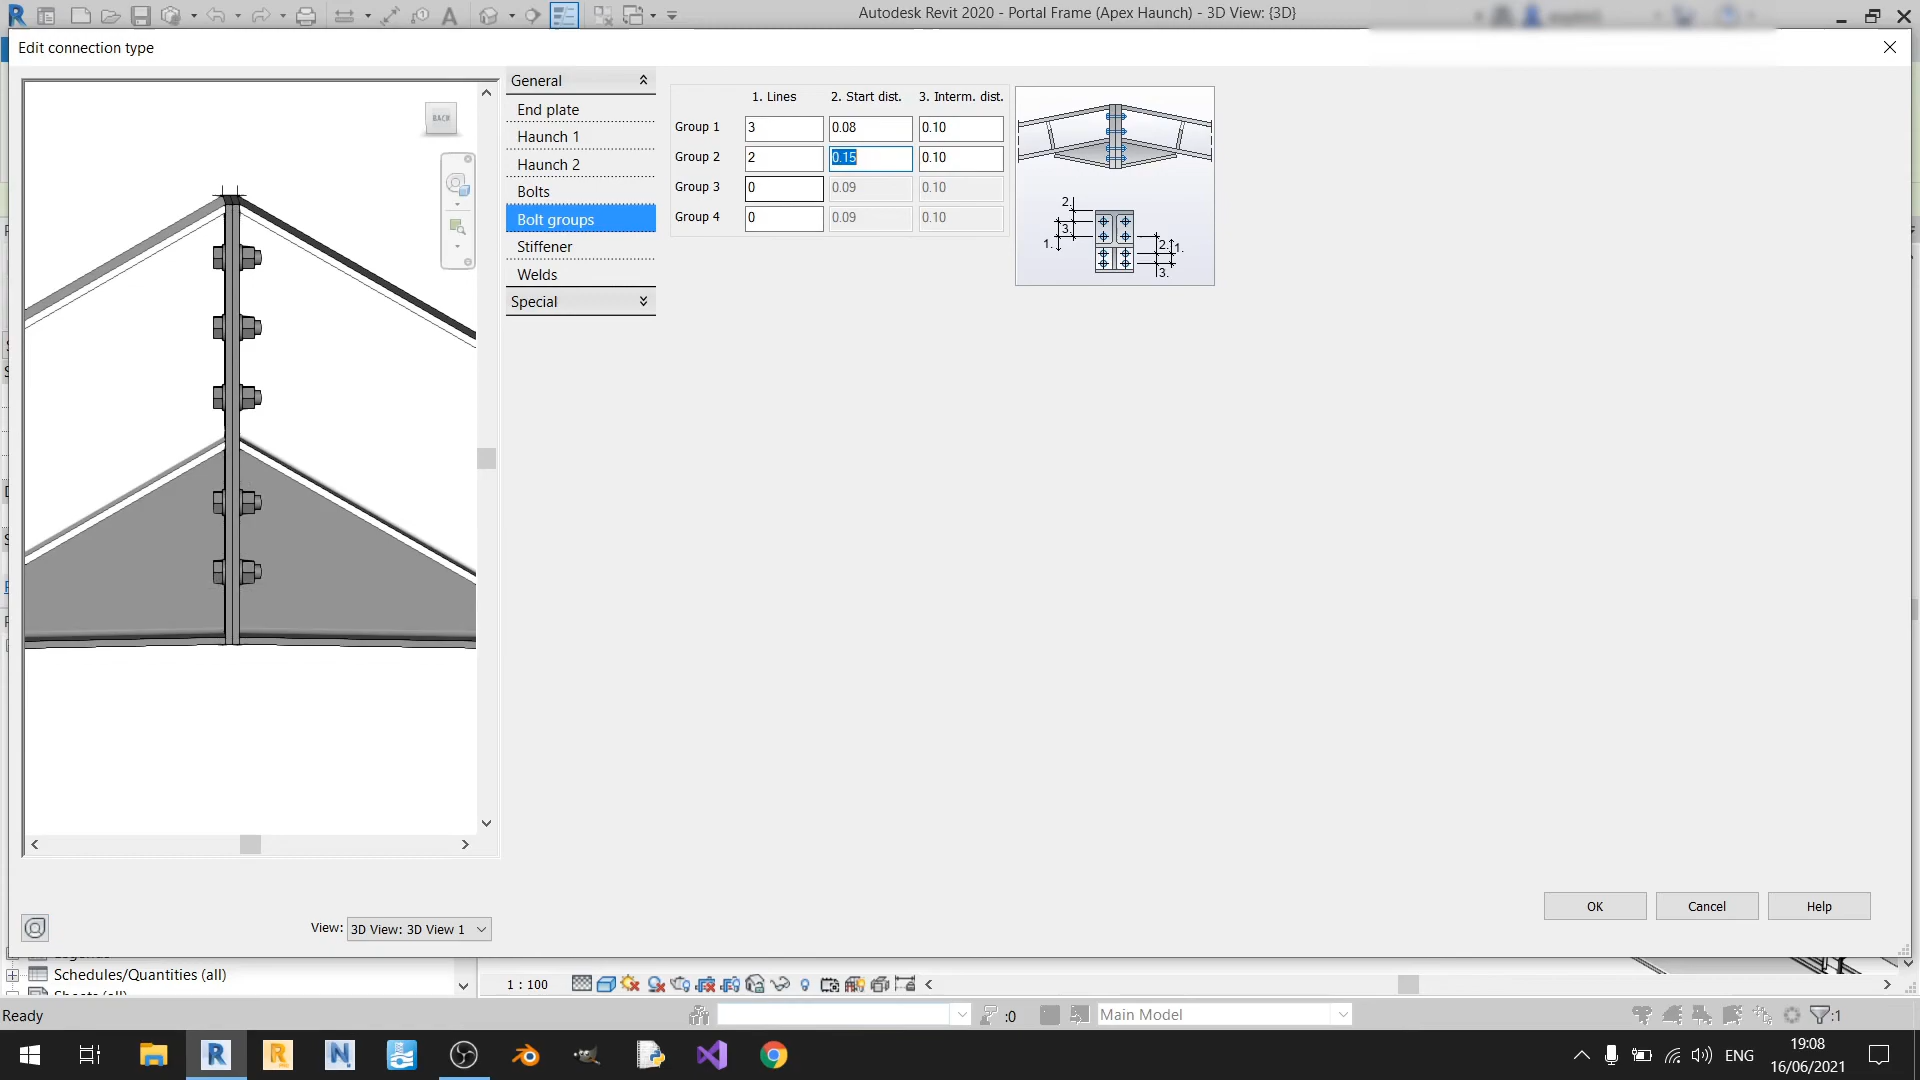 Autodesk Revit 2020 - Portal Frame (Apex Haunch) - 3D View: {3D}
Edit connection type
BACK
General
End plate
Haunch 1
Haunch 2
Bolts
Bolt groups
Stiffener
Welds
Special
1. Lines 2. Start dist. 3. Interm. dist.
Group 1 3 0.08 0.10
Group 2 2 0.15 0.10
Group 3 0 0.09 0.10
Group 4 0 0.09 0.10
2.
3.
1.
2. 1.
3.
OK Cancel Help
View: 3D View: 3D View 1
Schedules/Quantities (all)
1 : 100
Ready
:0
Main Model
:1
ENG
19:08
16/06/2021